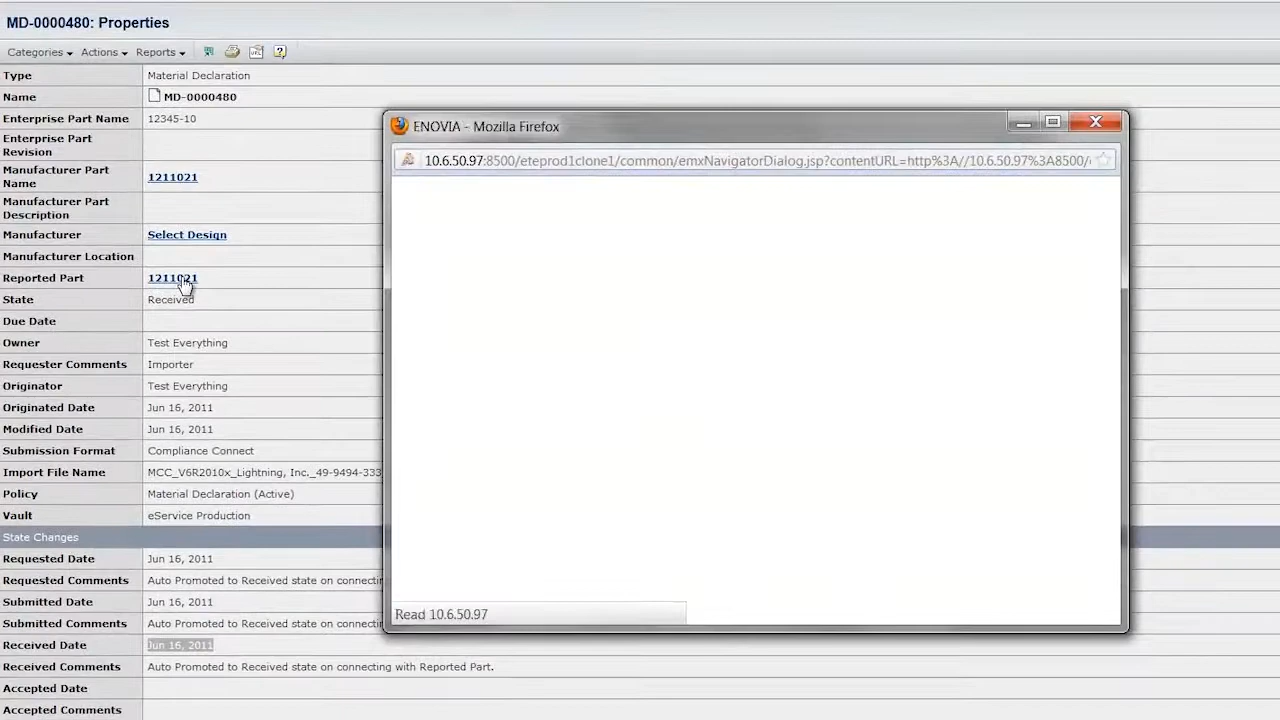 MD-0000480: Properties
Categories Actions Reports
Type Material Declaration
Name MD-0000480
Enterprise Part Name 12345-10
Enterprise Part
Revision
Manufacturer Part
Name 1211021
Manufacturer Part
Description
Manufacturer Select Design
Manufacturer Location
Reported Part 1211021
State Received
Due Date
Owner Test Everything
Requester Comments Importer
Originator Test Everything
Originated Date Jun 16, 2011
Modified Date Jun 16, 2011
Submission Format Compliance Connect
Import File Name MCC_V6R2010x_Lightning, Inc._49-9494-333
Policy Material Declaration (Active)
Vault eService Production
State Changes
Requested Date Jun 16, 2011
Requested Comments Auto Promoted to Received state on connectin
Submitted Date Jun 16, 2011
Submitted Comments Auto Promoted to Received state on connectin
Received Date Jun 16, 2011
Received Comments Auto Promoted to Received state on connecting with Reported Part.
Accepted Date
Accepted Comments
ENOVIA - Mozilla Firefox
10.6.50.97:8500/eteprod1clone1/common/emxNavigatorDialog.jsp?contentURL=http%3A//10.6.50.97%3A8500/
Read 10.6.50.97